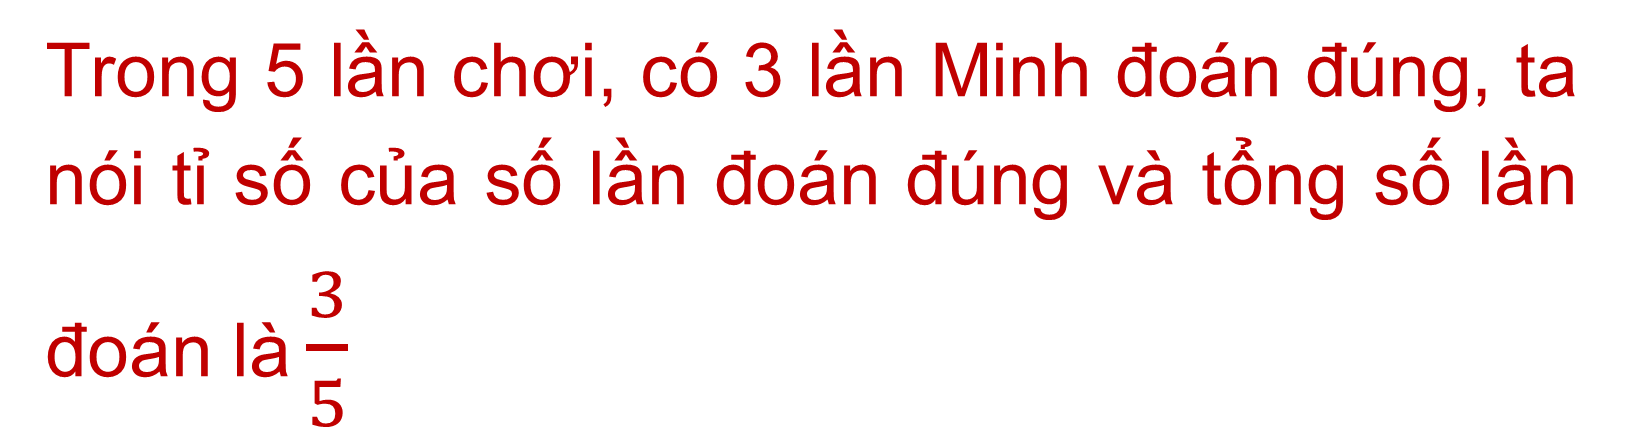 Trong 5 lần chơi, có 3 lần Minh đoán đúng, ta
nói tỉ số của số lần đoán đúng và tổng số lần
đoán là 3/5